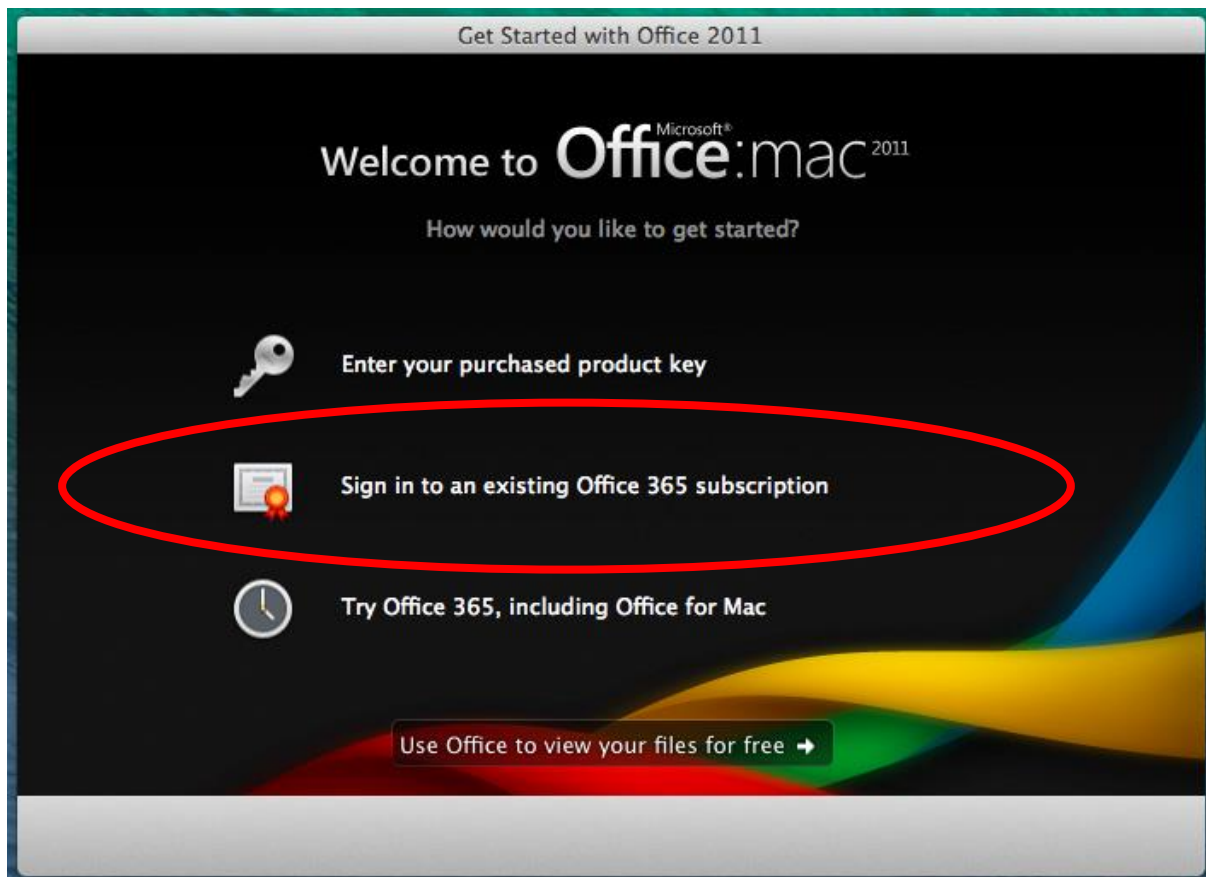 Get Started with Office 2011
Welcome to Microsoft® Office:mac 2011
How would you like to get started?
Enter your purchased product key
Sign in to an existing Office 365 subscription
Try Office 365, including Office for Mac
Use Office to view your files for free →